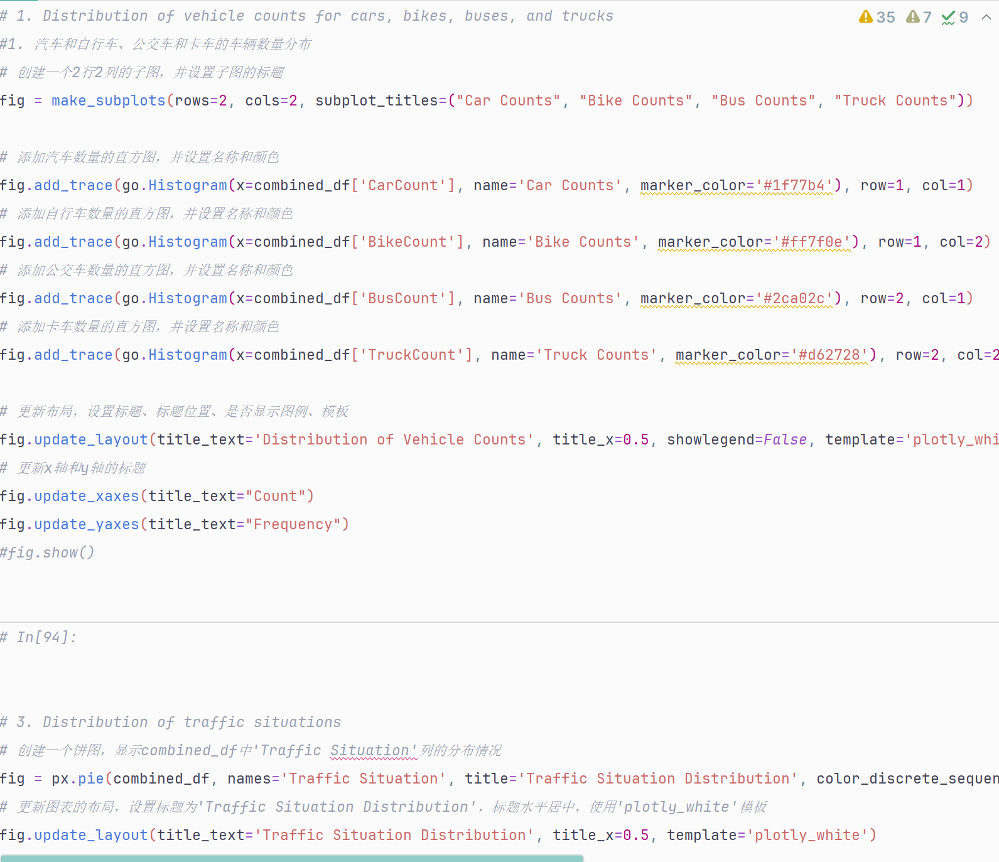 # 1. Distribution of vehicle counts for cars, bikes, buses, and trucks
35 7 9
#1. 汽车和自行车、公交车和卡车的车辆数量分布
# 创建一个2行2列的子图，并设置子图的标题
fig = make_subplots(rows=2, cols=2, subplot_titles=("Car Counts", "Bike Counts", "Bus Counts", "Truck Counts"))
# 添加汽车数量的直方图，并设置名称和颜色
fig.add_trace(go.Histogram(x=combined_df['CarCount'], name='Car Counts', marker_color='#1f77b4'), row=1, col=1)
# 添加自行车数量的直方图，并设置名称和颜色
fig.add_trace(go.Histogram(x=combined_df['BikeCount'], name='Bike Counts', marker_color='#ff7f0e'), row=1, col=2)
# 添加公交车数量的直方图，并设置名称和颜色
fig.add_trace(go.Histogram(x=combined_df['BusCount'], name='Bus Counts', marker_color='#2ca02c'), row=2, col=1)
# 添加卡车数量的直方图，并设置名称和颜色
fig.add_trace(go.Histogram(x=combined_df['TruckCount'], name='Truck Counts', marker_color='#d62728'), row=2, col=2
# 更新布局，设置标题、标题位置、是否显示图例、模板
fig.update_layout(title_text='Distribution of Vehicle Counts', title_x=0.5, showlegend=False, template='plotly_whi
# 更新x轴和y轴的标题
fig.update_xaxes(title_text="Count")
fig.update_yaxes(title_text="Frequency")
#fig.show()
# In[94]:
# 3. Distribution of traffic situations
# 创建一个饼图，显示combined_df中'Traffic Situation'列的分布情况
fig = px.pie(combined_df, names='Traffic Situation', title='Traffic Situation Distribution', color_discrete_sequen
# 更新图表的布局，设置标题为'Traffic Situation Distribution'，标题水平居中，使用'plotly_white'模板
fig.update_layout(title_text='Traffic Situation Distribution', title_x=0.5, template='plotly_white')